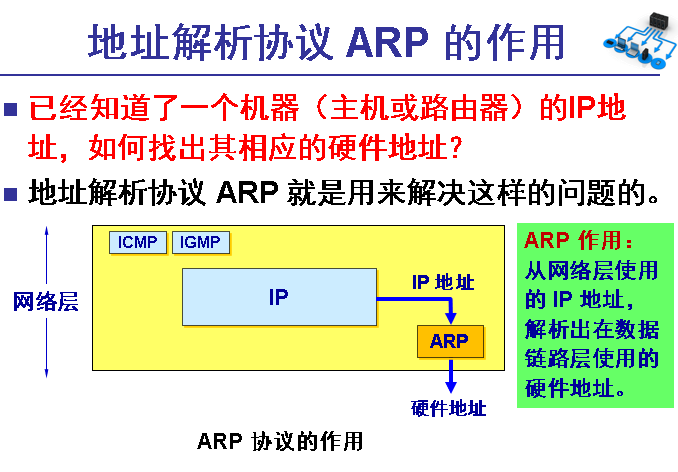 地址解析协议 ARP 的作用
已经知道了一个机器（主机或路由器）的IP地
址，如何找出其相应的硬件地址？
地址解析协议 ARP 就是用来解决这样的问题的。
ICMP
IGMP
网络层
IP
IP 地址
ARP
硬件地址
ARP 协议的作用
ARP 作用：
从网络层使用
的 IP 地址，
解析出在数据
链路层使用的
硬件地址。